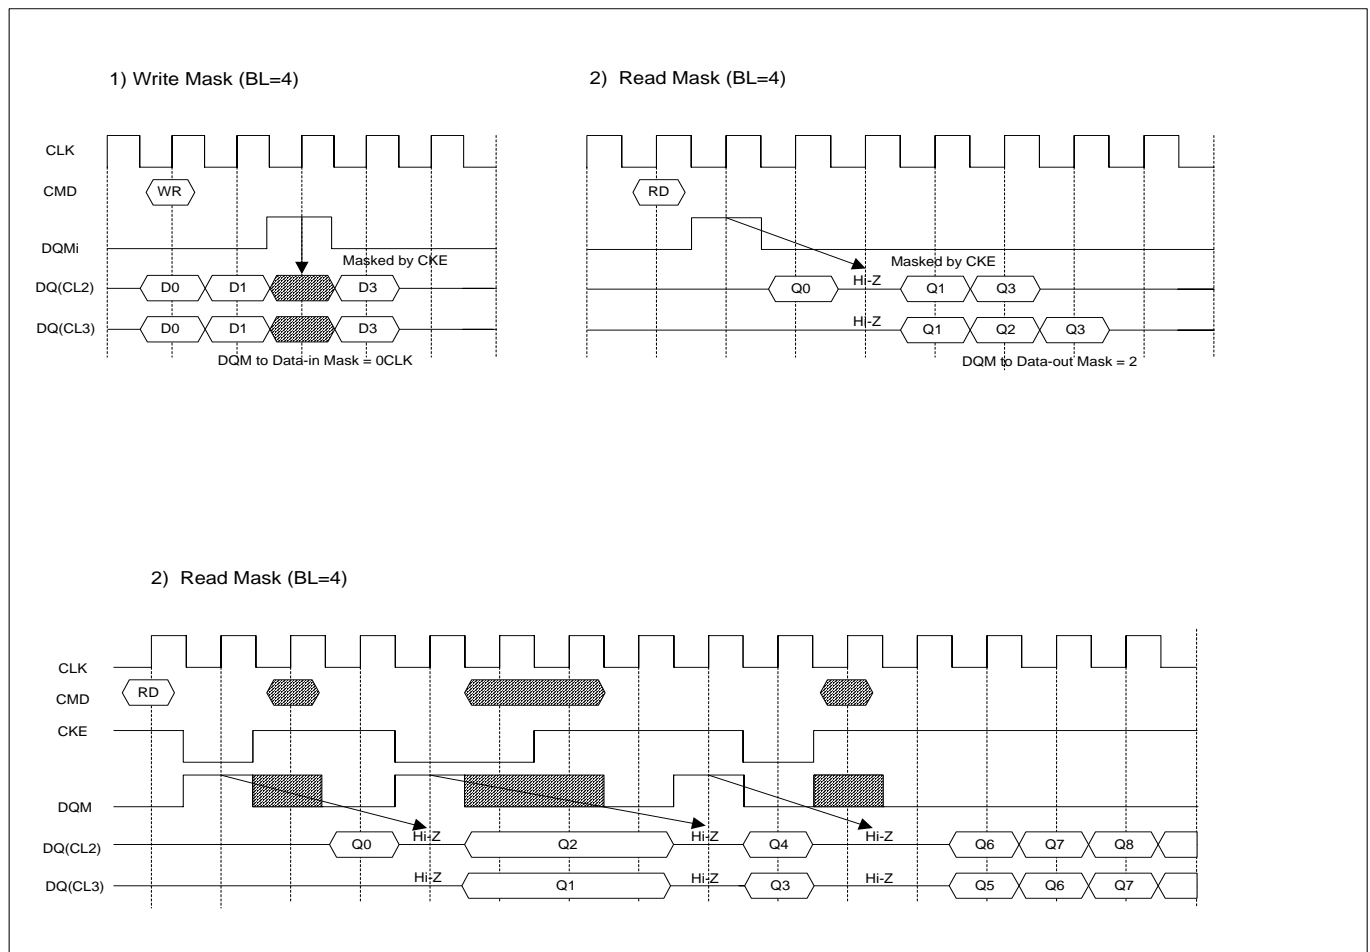 1) Write Mask (BL=4)
2) Read Mask (BL=4)
CLK
CMD
WR
DQMi
Masked by CKE
DQ(CL2)
D0 D1 D3
DQ(CL3)
D0 D1 D3
DQM to Data-in Mask = 0CLK
RD
Masked by CKE
Hi-Z
Q0 Q1 Q3
Hi-Z
Q1 Q2 Q3
DQM to Data-out Mask = 2
2) Read Mask (BL=4)
CLK
RD
CMD
CKE
DQM
Hi-Z Hi-Z Hi-Z
DQ(CL2) Q0 Q2 Q4 Q6 Q7 Q8
Hi-Z Hi-Z Hi-Z
DQ(CL3) Q1 Q3 Q5 Q6 Q7